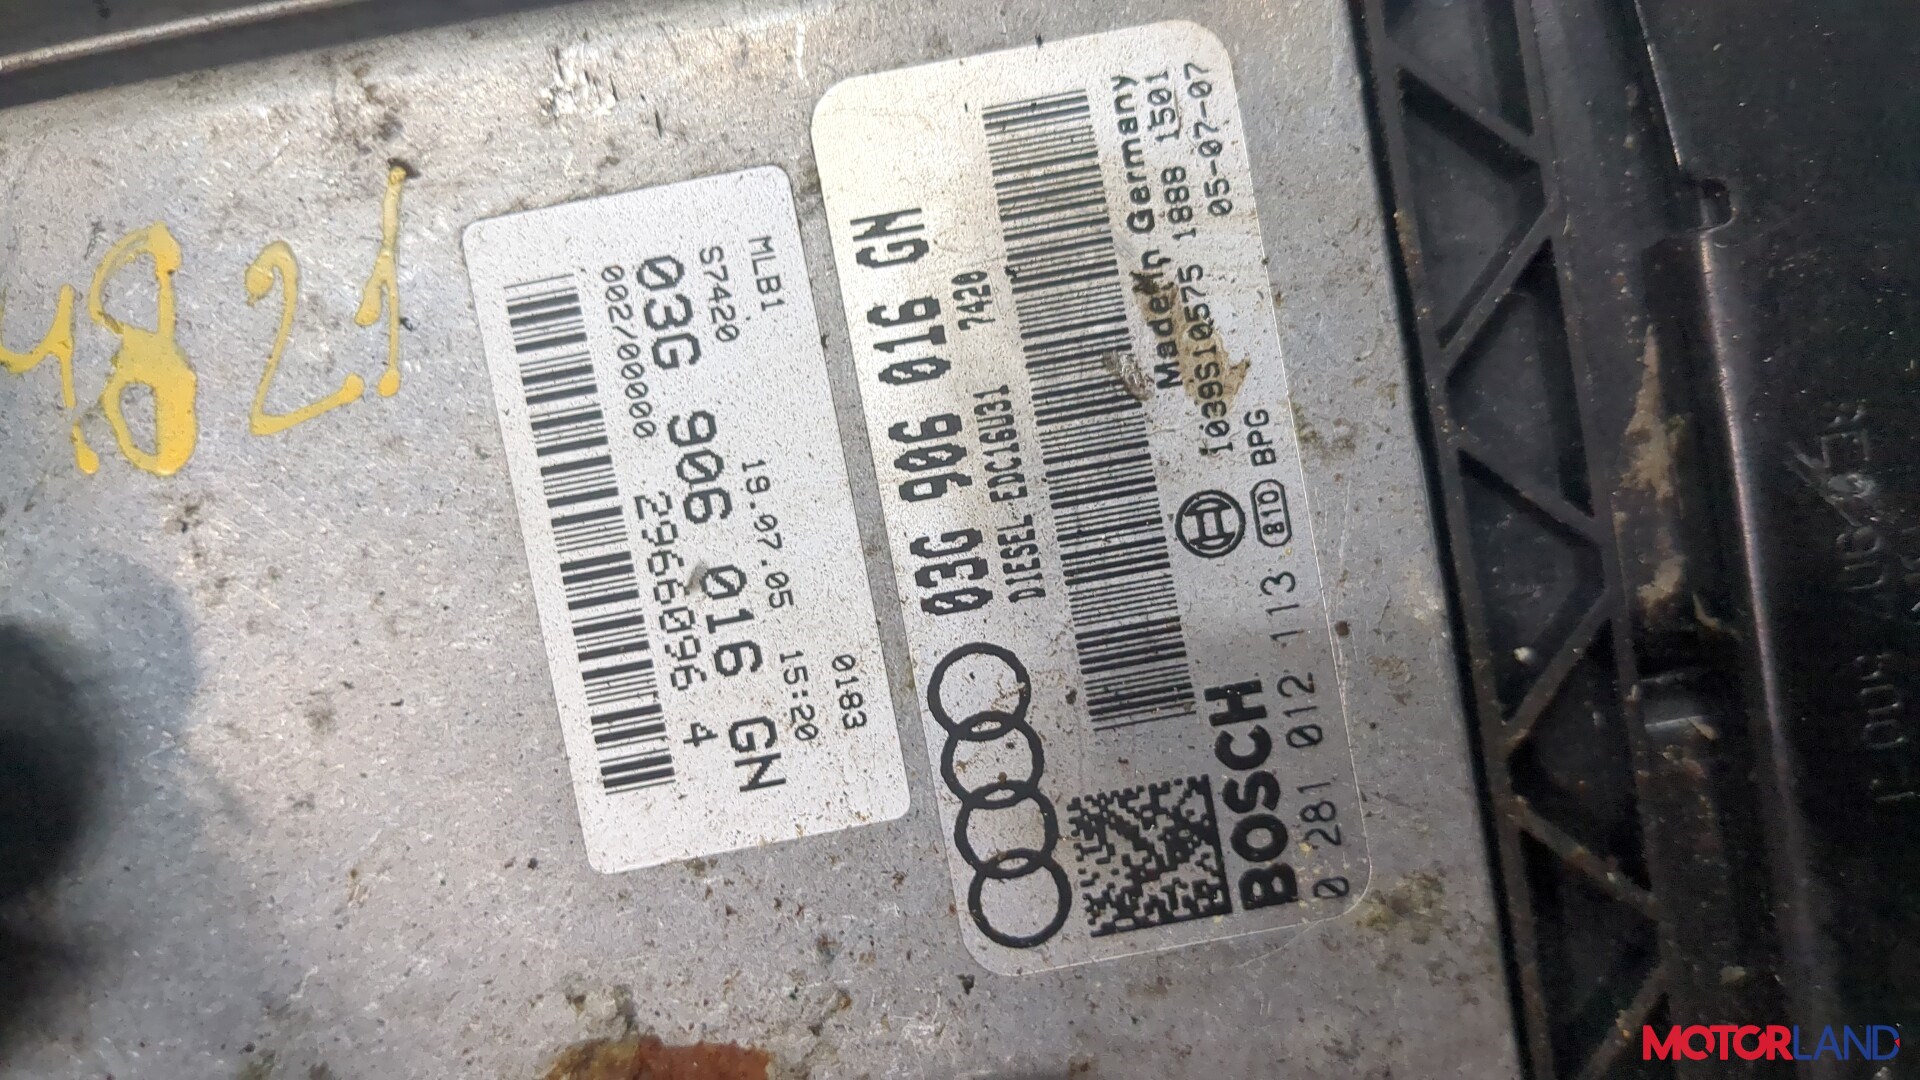 4821
MLB1
S7420
0183
19.07.05 15:20
03G 906 016 GN
002/00000 2966096 4
03G 906 016 GN
DIESEL EDC16U31 7420
Made in Germany
BOSCH
1039S10575 1888 1501
0 281 012 113
81D BPG
05-07-07
MOTORLAND